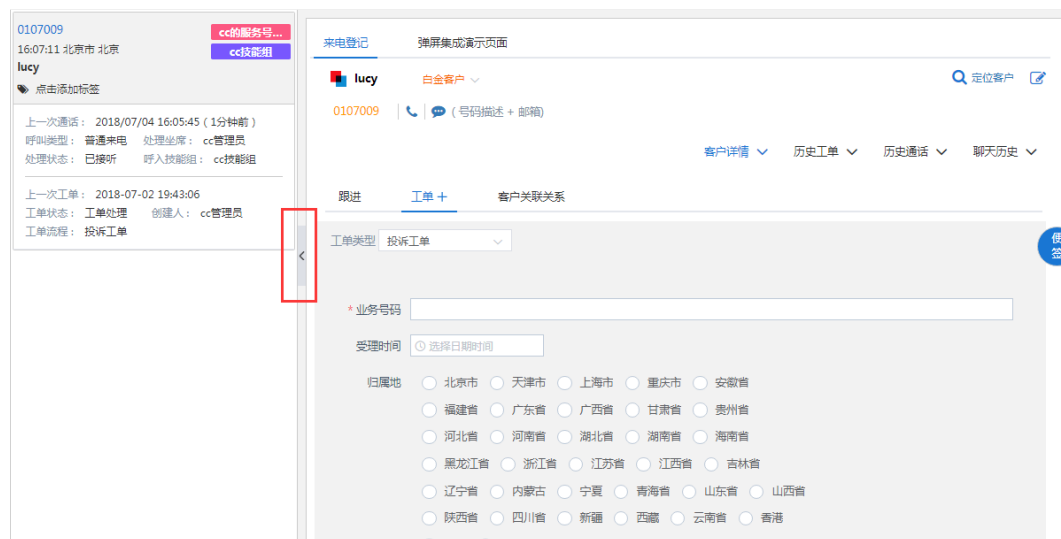 0107009 cc的服务号...
16:07:11 北京市 北京 cc技能组
lucy
点击添加标签
上一次通话： 2018/07/04 16:05:45 ( 1分钟前 )
呼叫类型： 普通来电 处理坐席： cc管理员
处理状态： 已接听 呼入技能组： cc技能组
上一次工单： 2018-07-02 19:43:06
工单状态： 工单处理 创建人： cc管理员
工单流程： 投诉工单
来电登记 弹屏集成演示页面
lucy 白金客户 定位客户
0107009 ( 号码描述 + 邮箱)
客户详情 历史工单 历史通话 聊天历史
跟进 工单 + 客户关联关系
工单类型 投诉工单
便签
* 业务号码
受理时间 选择日期时间
归属地 北京市 天津市 上海市 重庆市 安徽省
福建省 广东省 广西省 甘肃省 贵州省
河北省 河南省 湖北省 湖南省 海南省
黑龙江省 浙江省 江苏省 江西省 吉林省
辽宁省 内蒙古 宁夏 青海省 山东省 山西省
陕西省 四川省 新疆 西藏 云南省 香港